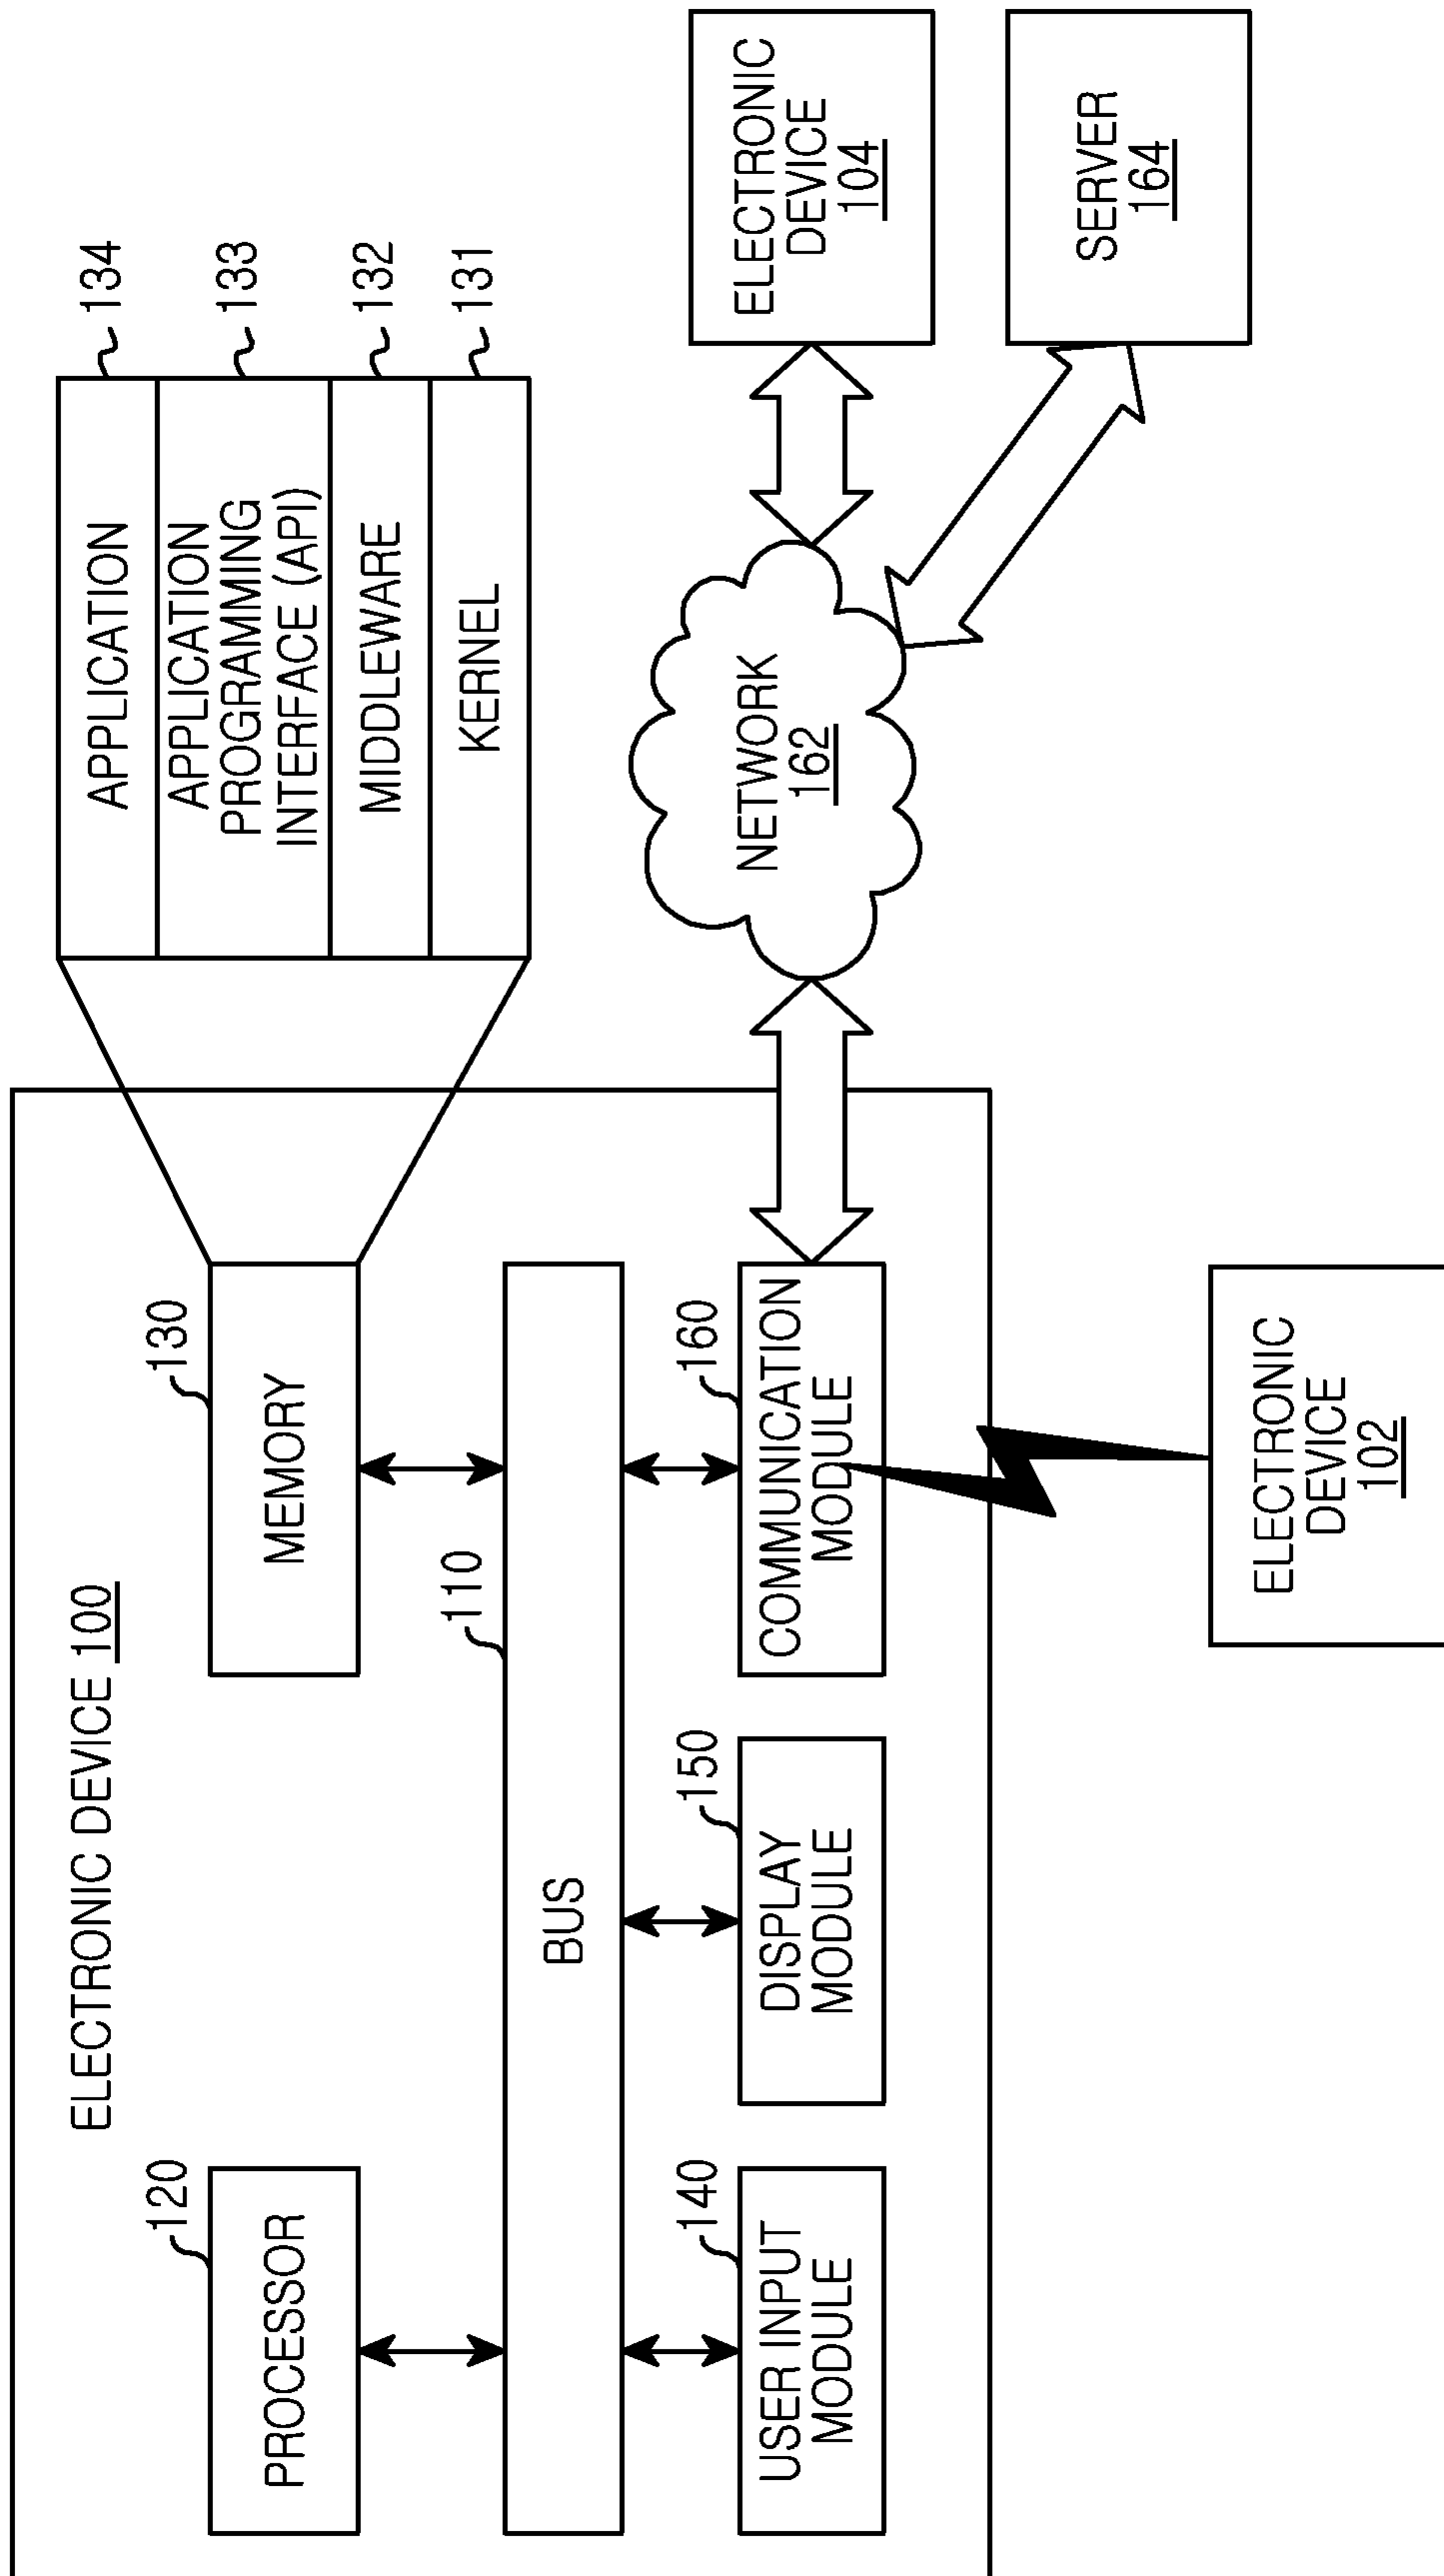 ELECTRONIC DEVICE 100
120
PROCESSOR
130
MEMORY
APPLICATION
134
APPLICATION
PROGRAMMING
INTERFACE (API)
133
MIDDLEWARE
132
KERNEL
131
110
BUS
140
USER INPUT
MODULE
150
DISPLAY
MODULE
160
COMMUNICATION
MODULE
NETWORK
162
ELECTRONIC
DEVICE
104
SERVER
164
ELECTRONIC
DEVICE
102